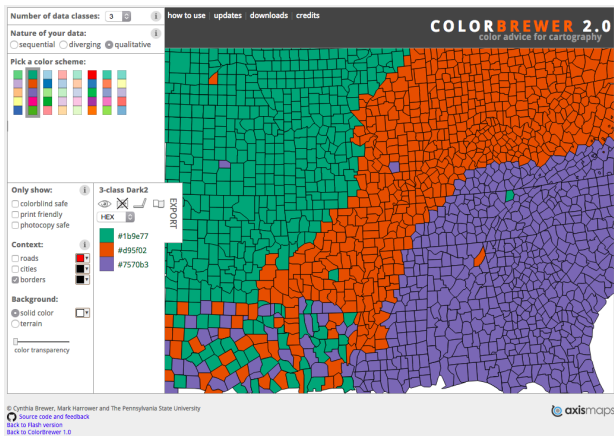 Number of data classes: 3 i
how to use | updates | downloads | credits
COLORBREWER 2.0
color advice for cartography
Nature of your data: i
sequential diverging qualitative
Pick a color scheme:
Only show: i
colorblind safe
print friendly
photocopy safe
Context: i
roads
cities
borders
Background:
solid color
terrain
color transparency
3-class Dark2
HEX
EXPORT
#1b9e77
#d95f02
#7570b3
© Cynthia Brewer, Mark Harrower and The Pennsylvania State University
Source code and feedback
Back to Flash version
Back to ColorBrewer 1.0
axismaps